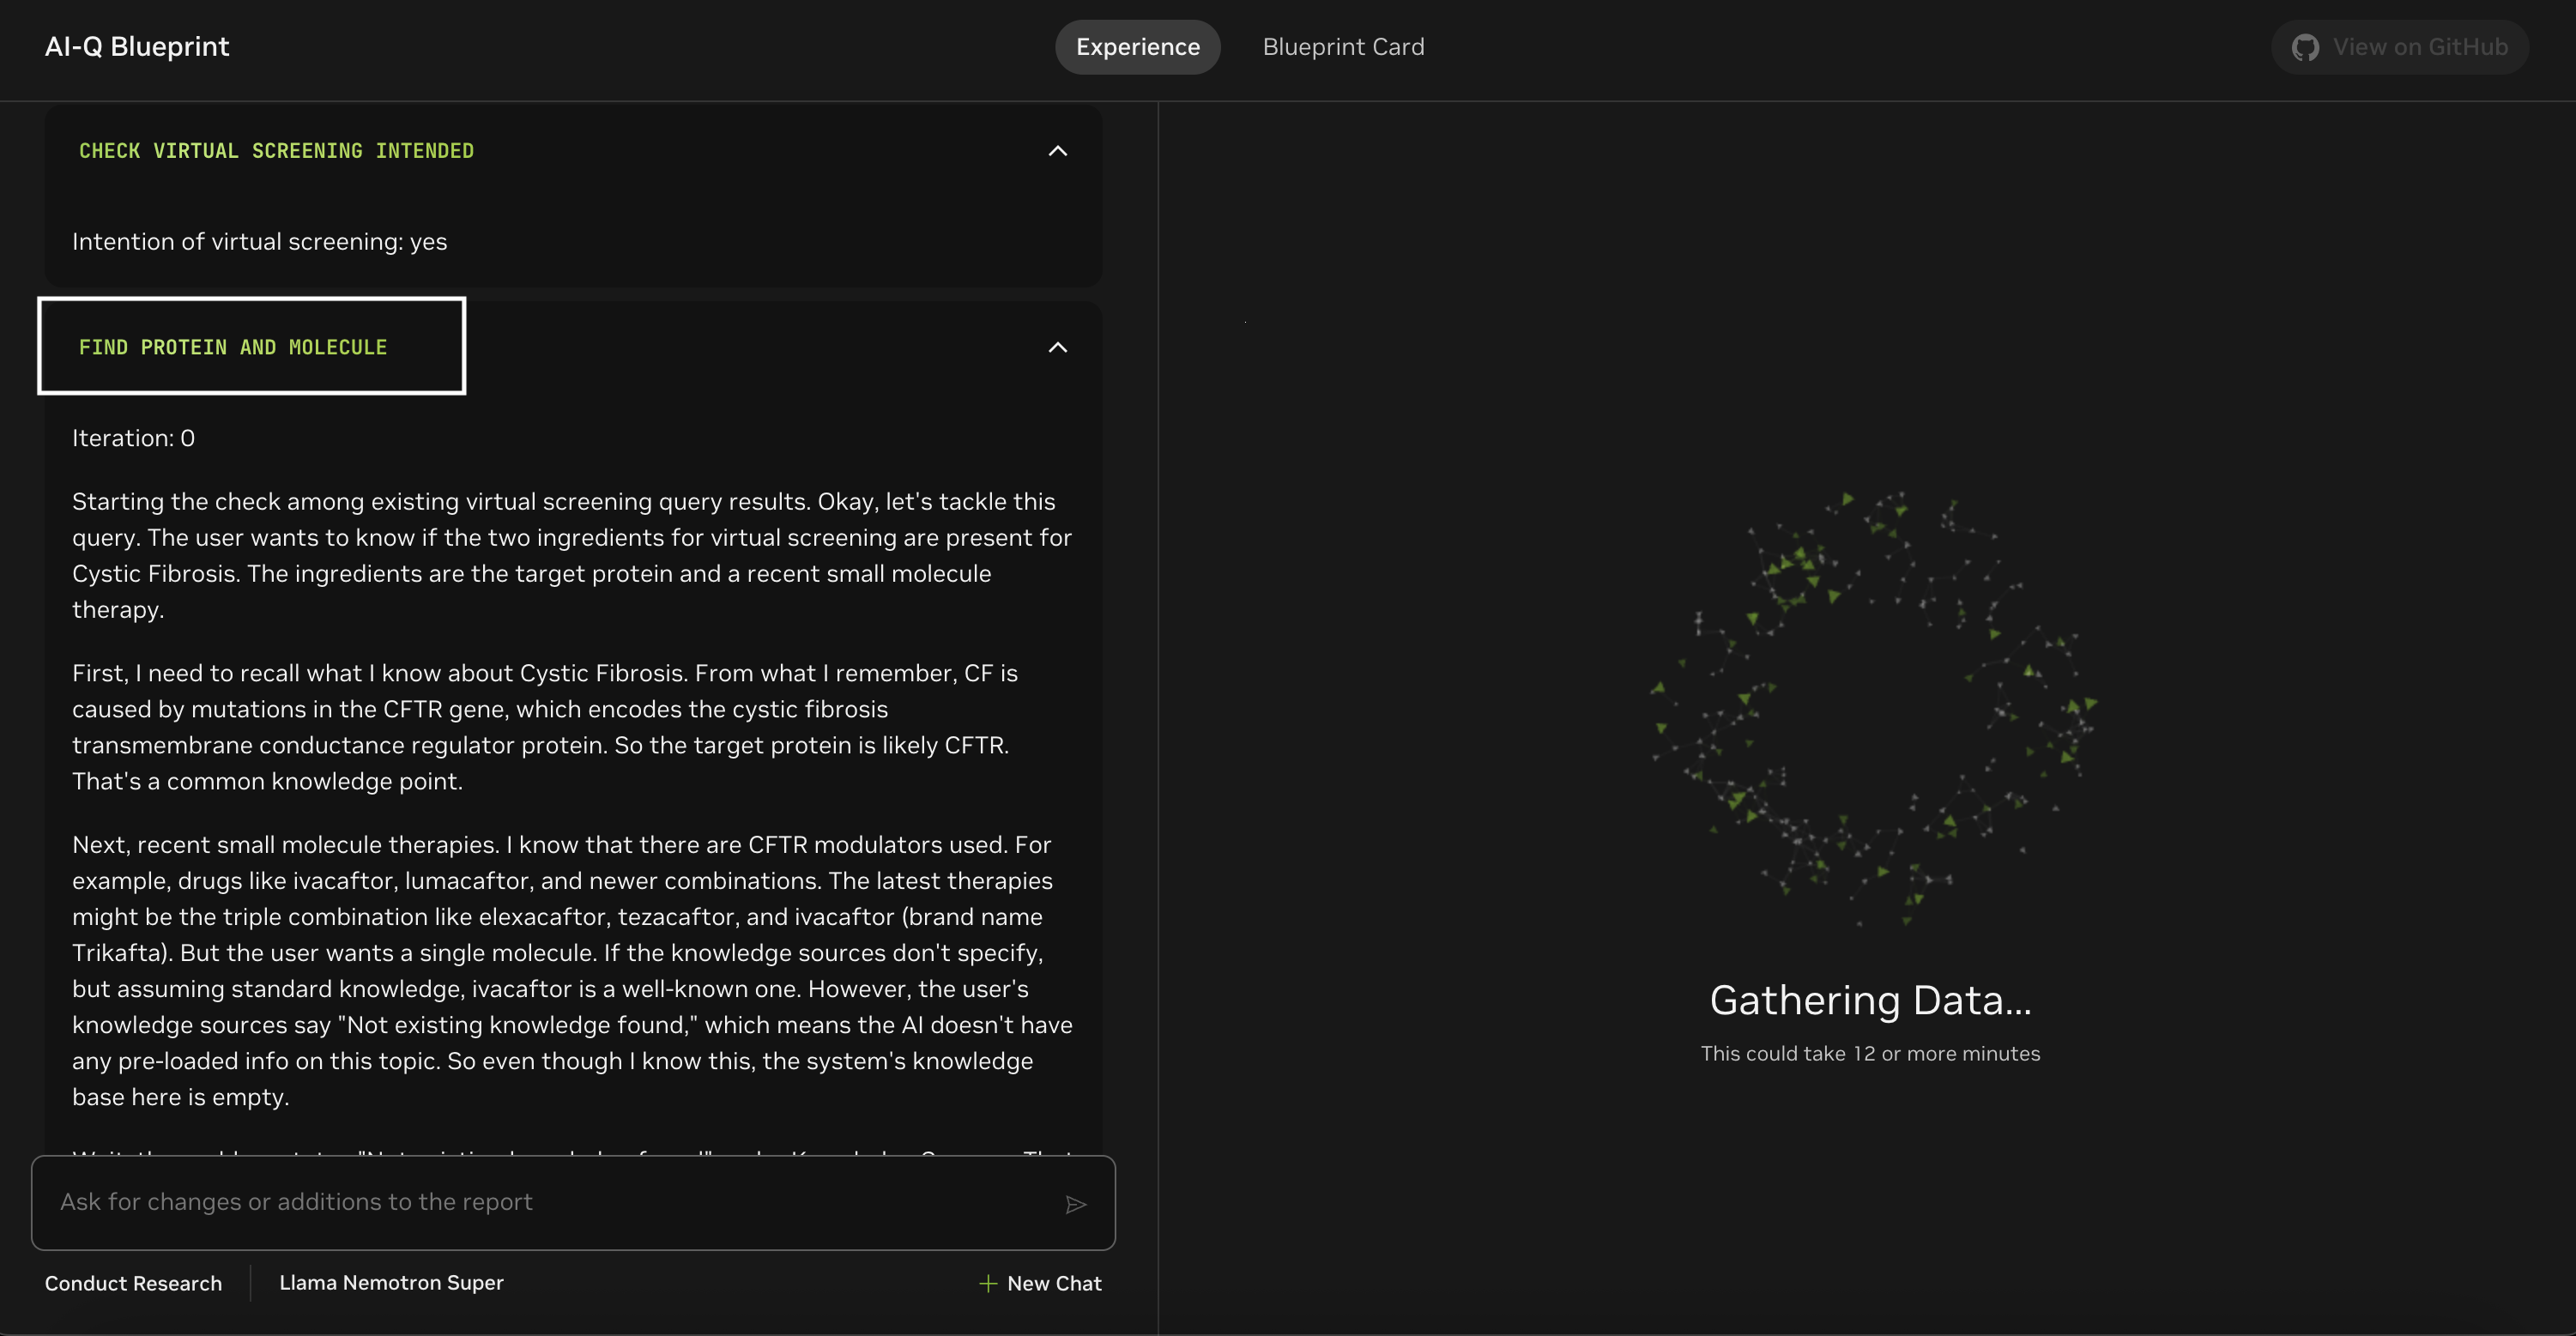 AI-Q Blueprint
Experience
Blueprint Card
View on GitHub
CHECK VIRTUAL SCREENING INTENDED
Intention of virtual screening: yes
FIND PROTEIN AND MOLECULE
Iteration: 0
Starting the check among existing virtual screening query results. Okay, let's tackle this
query. The user wants to know if the two ingredients for virtual screening are present for
Cystic Fibrosis. The ingredients are the target protein and a recent small molecule
therapy.
First, I need to recall what I know about Cystic Fibrosis. From what I remember, CF is
caused by mutations in the CFTR gene, which encodes the cystic fibrosis
transmembrane conductance regulator protein. So the target protein is likely CFTR.
That's a common knowledge point.
Next, recent small molecule therapies. I know that there are CFTR modulators used. For
example, drugs like ivacaftor, lumacaftor, and newer combinations. The latest therapies
might be the triple combination like elexacaftor, tezacaftor, and ivacaftor (brand name
Trikafta). But the user wants a single molecule. If the knowledge sources don't specify,
but assuming standard knowledge, ivacaftor is a well-known one. However, the user's
knowledge sources say "Not existing knowledge found," which means the AI doesn't have
any pre-loaded info on this topic. So even though I know this, the system's knowledge
base here is empty.
Ask for changes or additions to the report
Conduct Research
Llama Nemotron Super
New Chat
Gathering Data...
This could take 12 or more minutes